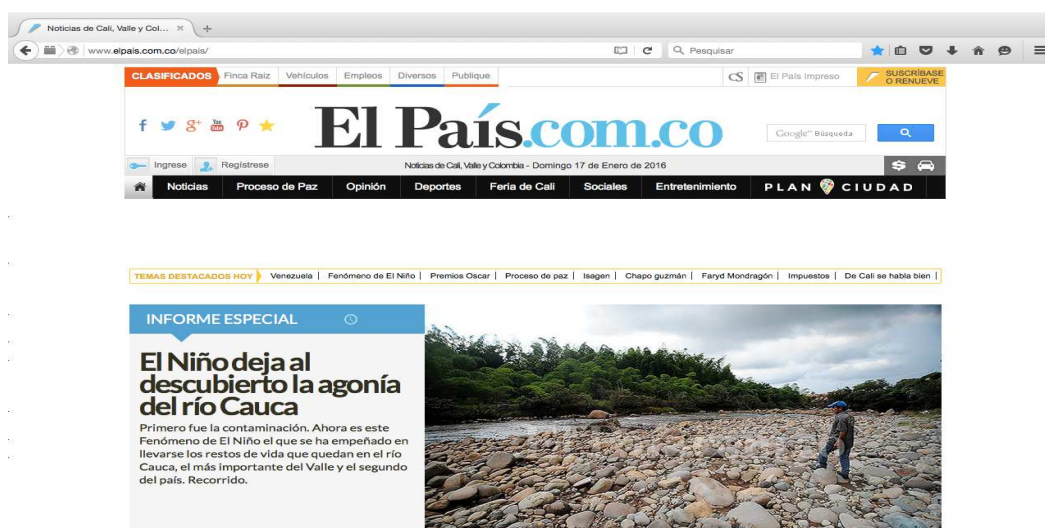 Noticias de Cali, Valle y Col... × +
www.elpais.com.co/elpais/ Pesquisar
CLASIFICADOS Finca Raiz Vehículos Empleos Diversos Publique CS El País Impreso SUSCRÍBASE
O RENUEVE
f g+ You Tube
El País.com.co
Google™ Búsqueda
Ingrese Regístrese Noticias de Cali, Valle y Colombia - Domingo 17 de Enero de 2016
Noticias Proceso de Paz Opinión Deportes Feria de Cali Sociales Entretenimiento PLAN CIUDAD
TEMAS DESTACADOS HOY Venezuela | Fenómeno de El Niño | Premios Oscar | Proceso de paz | Isagen | Chapo guzmán | Faryd Mondragón | Impuestos | De Cali se habla bien |
INFORME ESPECIAL
El Niño deja al
descubierto la agonía
del río Cauca
Primero fue la contaminación. Ahora es este
Fenómeno de El Niño el que se ha empeñado en
llevarse los restos de vida que quedan en el río
Cauca, el más importante del Valle y el segundo
del país. Recorrido.